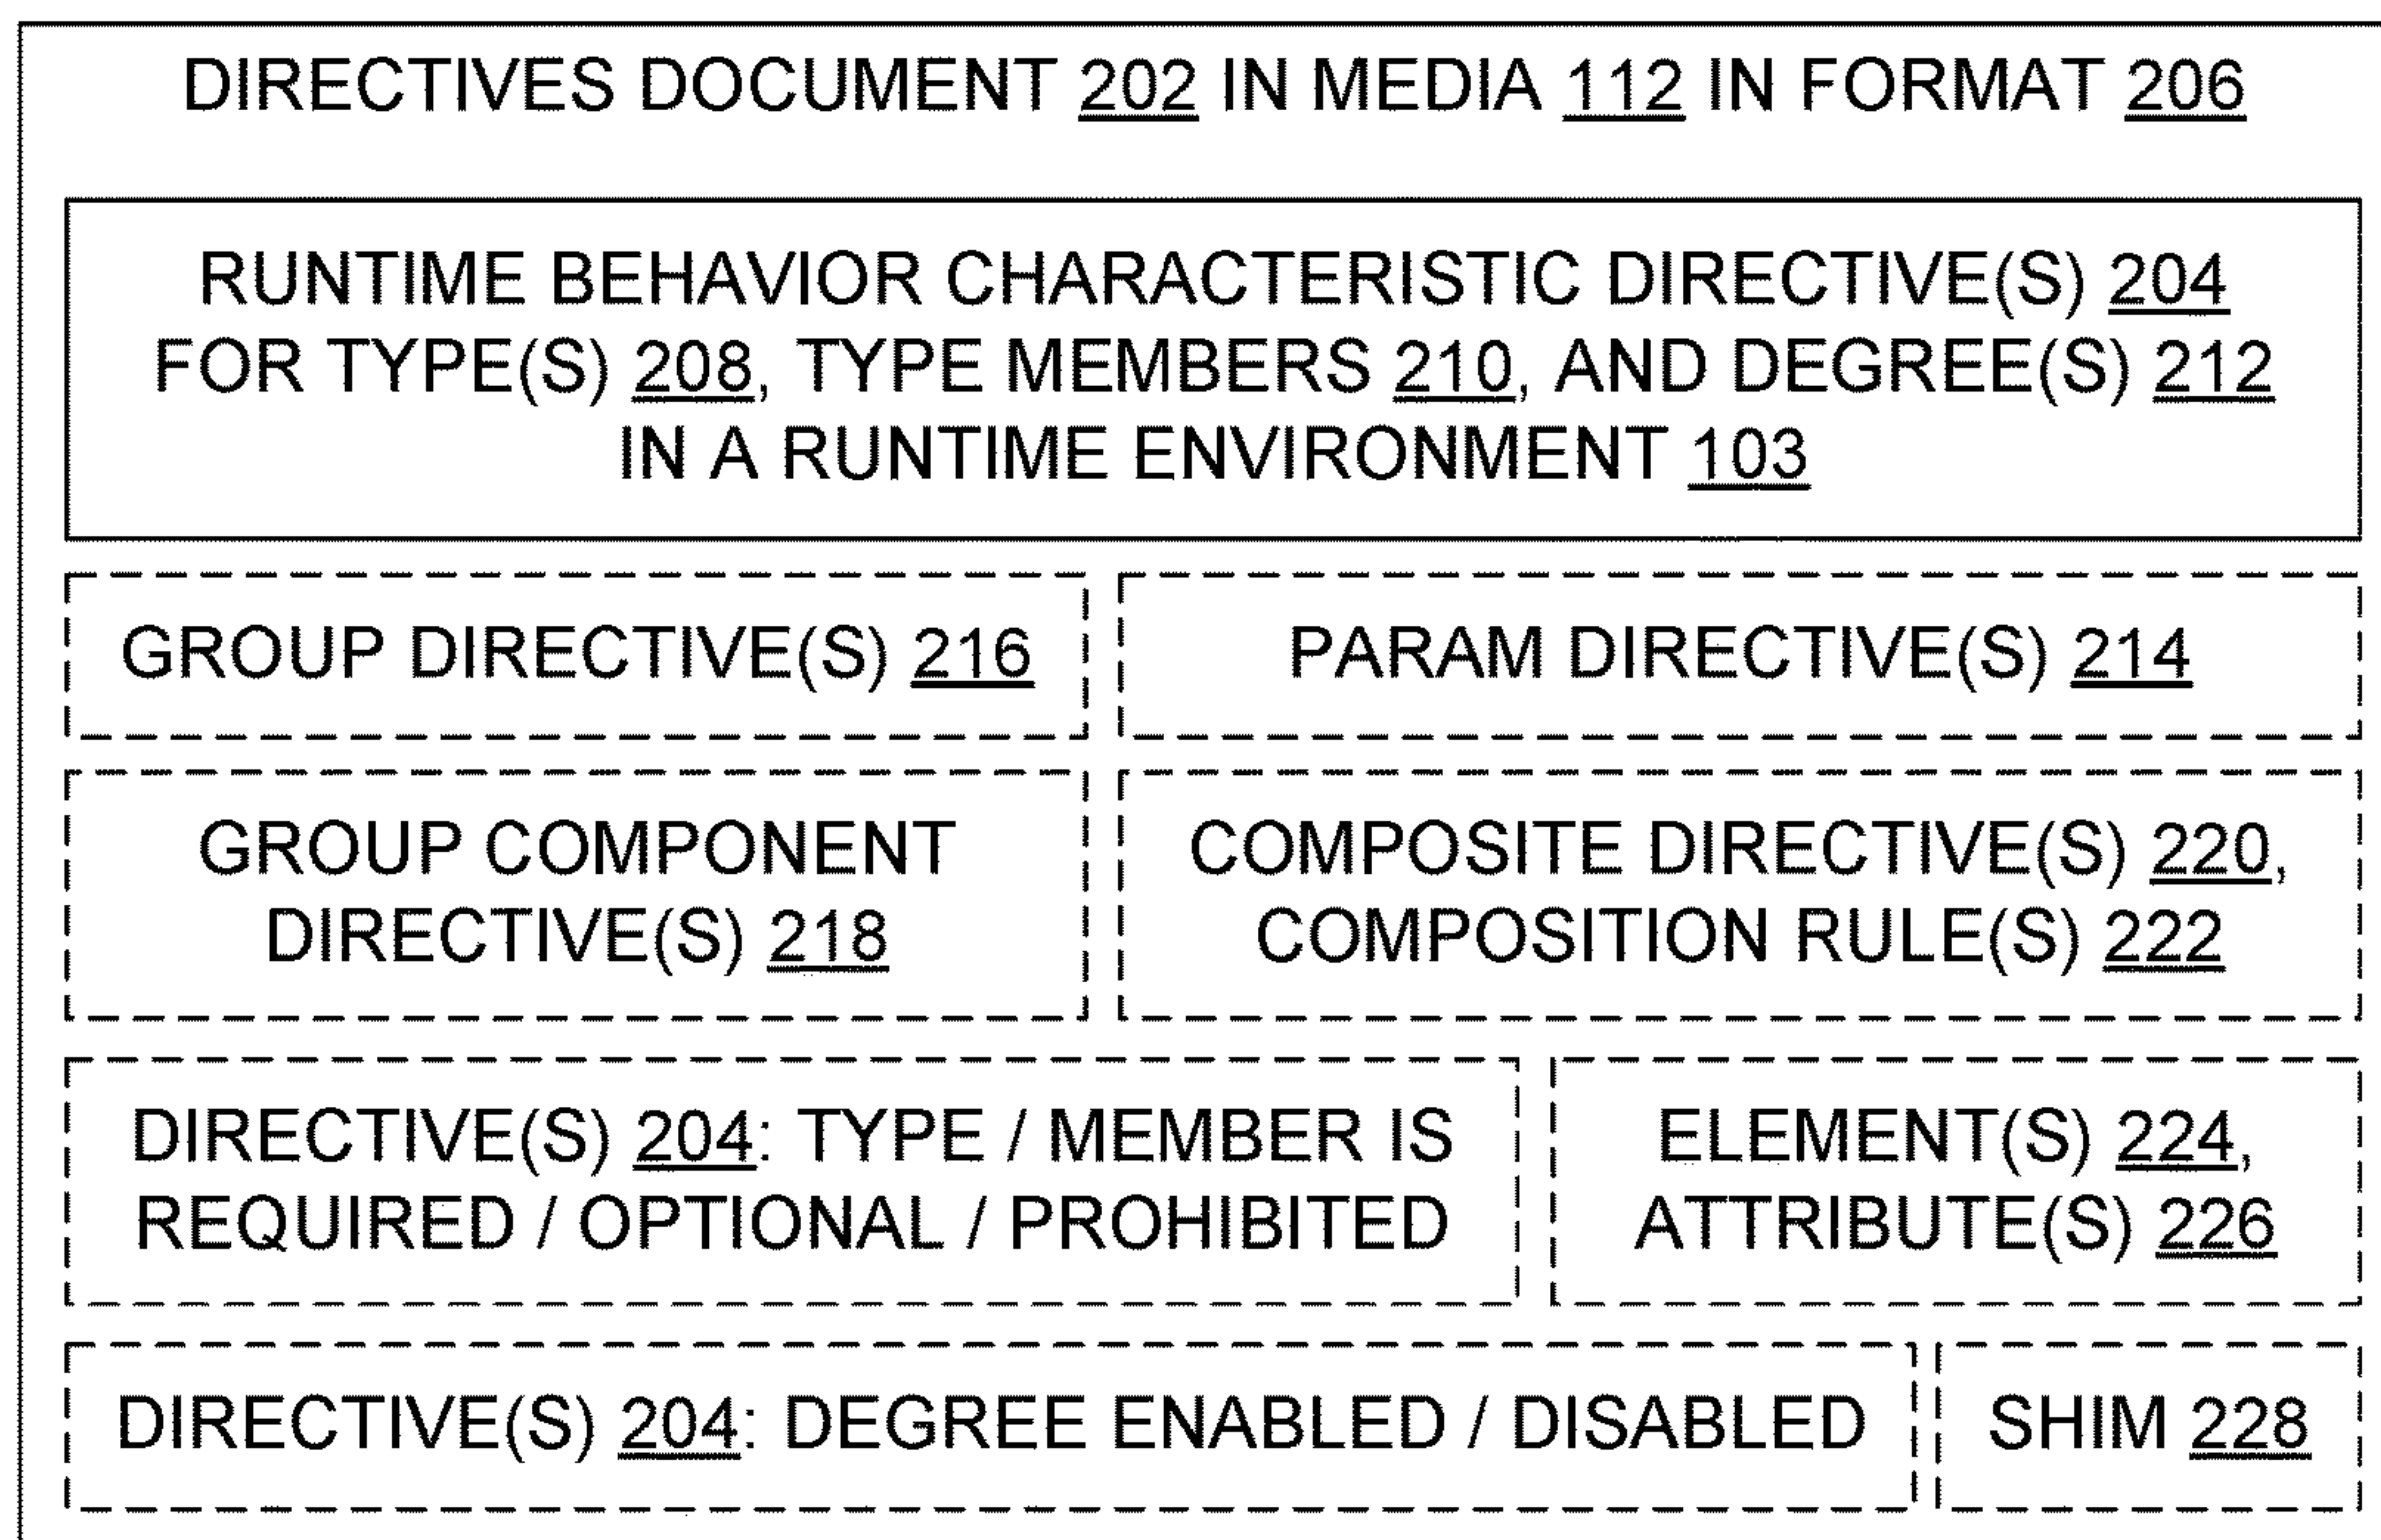 DIRECTIVES DOCUMENT 202 IN MEDIA 112 IN FORMAT 206
RUNTIME BEHAVIOR CHARACTERISTIC DIRECTIVE(S) 204
FOR TYPE(S) 208, TYPE MEMBERS 210, AND DEGREE(S) 212
IN A RUNTIME ENVIRONMENT 103
GROUP DIRECTIVE(S) 216
PARAM DIRECTIVE(S) 214
GROUP COMPONENT
DIRECTIVE(S) 218
COMPOSITE DIRECTIVE(S) 220,
COMPOSITION RULE(S) 222
DIRECTIVE(S) 204: TYPE / MEMBER IS
REQUIRED / OPTIONAL / PROHIBITED
ELEMENT(S) 224,
ATTRIBUTE(S) 226
DIRECTIVE(S) 204: DEGREE ENABLED / DISABLED
SHIM 228